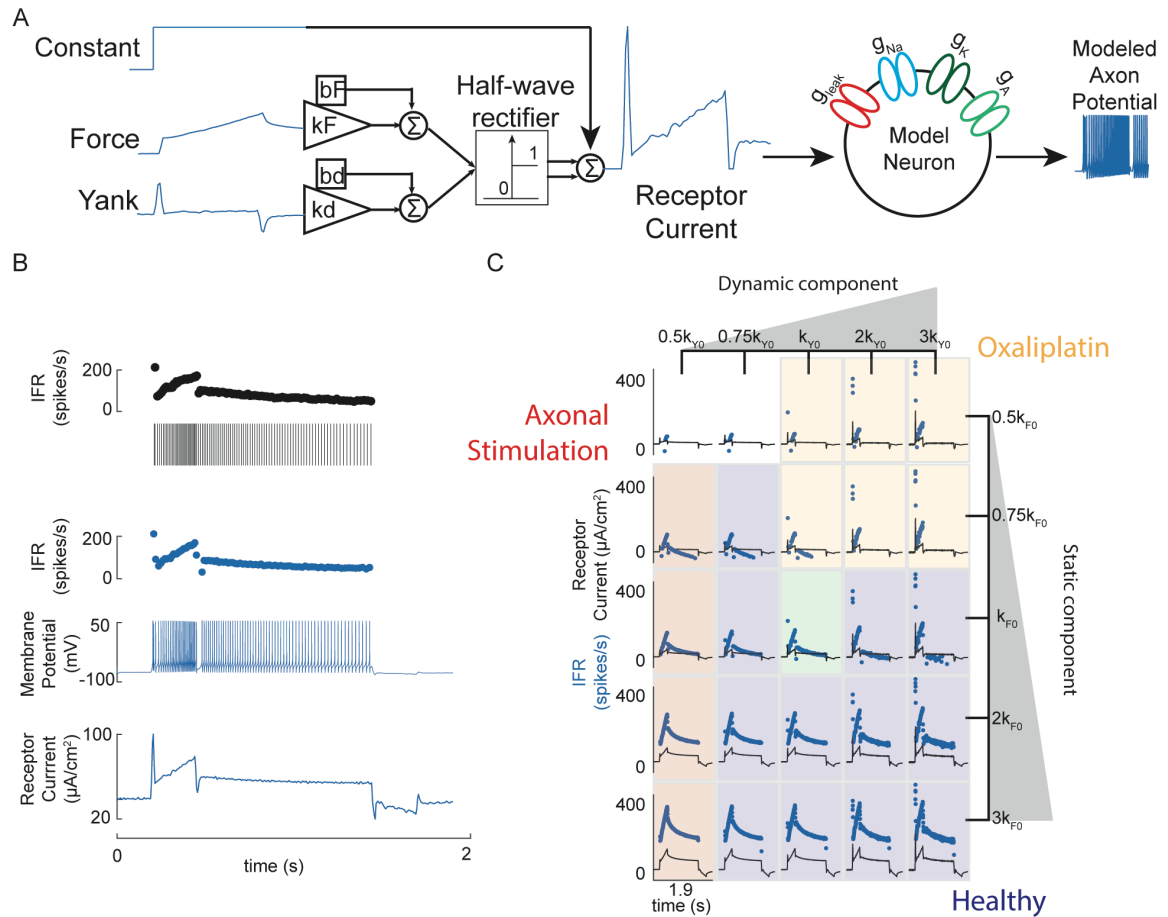 A
Constant
Force
Yank
bF
kF
bd
kd
Σ
Σ
Half-wave
rectifier
1
0
Σ
Receptor
Current
gleak
gNa
gK
gA
Model
Neuron
Modeled
Axon
Potential
B
IFR
(spikes/s)
200
0
IFR
(spikes/s)
200
0
Membrane
Potential
(mV)
50
-100
Receptor
Currrent
(µA/cm²)
100
20
0
2
time (s)
C
Dynamic component
0.5kY0
0.75kY0
kY0
2kY0
3kY0
Oxaliplatin
Axonal
Stimulation
400
0
400
0
400
0
400
0
400
0
Receptor
Current (µA/cm²)
IFR
(spikes/s)
0.5kF0
0.75kF0
kF0
2kF0
3kF0
Static component
1.9
time (s)
Healthy